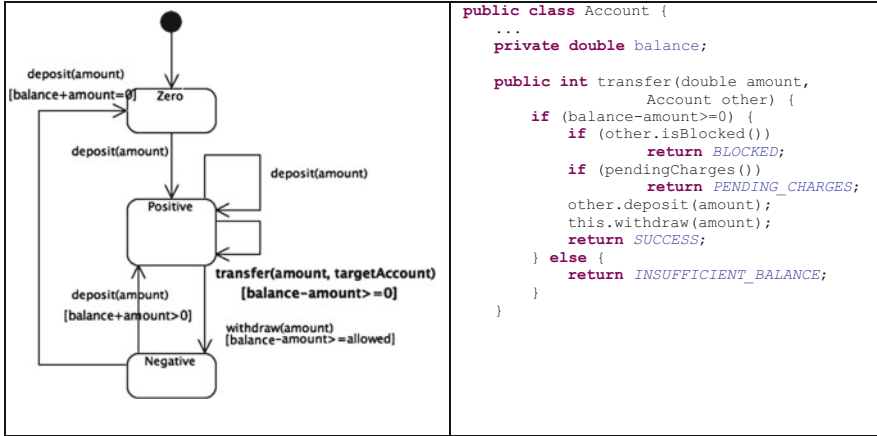 deposit(amount)
[balance+amount=0]
Zero
deposit(amount)
deposit(amount)
Positive
transfer(amount, targetAccount)
[balance-amount>=0]
deposit(amount)
[balance+amount>0]
withdraw(amount)
[balance-amount>=allowed]
Negative
public class Account {
...
private double balance;
public int transfer(double amount,
Account other) {
if (balance-amount>=0) {
if (other.isBlocked())
return BLOCKED;
if (pendingCharges())
return PENDING_CHARGES;
other.deposit(amount);
this.withdraw(amount);
return SUCCESS;
} else {
return INSUFFICIENT_BALANCE;
}
}